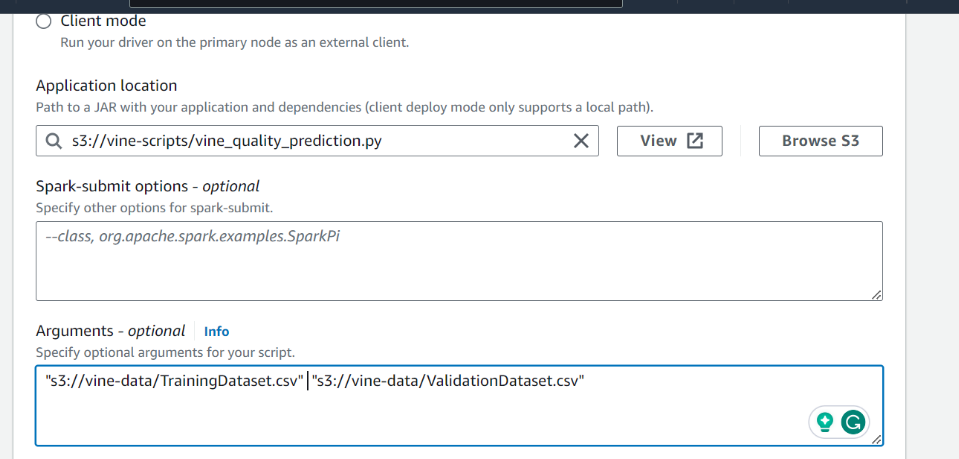 Client mode
Run your driver on the primary node as an external client.
Application location
Path to a JAR with your application and dependencies (client deploy mode only supports a local path).
s3://vine-scripts/vine_quality_prediction.py
View
Browse S3
Spark-submit options - optional
Specify other options for spark-submit.
--class, org.apache.spark.examples.SparkPi
Arguments - optional Info
Specify optional arguments for your script.
"s3://vine-data/TrainingDataset.csv" "s3://vine-data/ValidationDataset.csv"